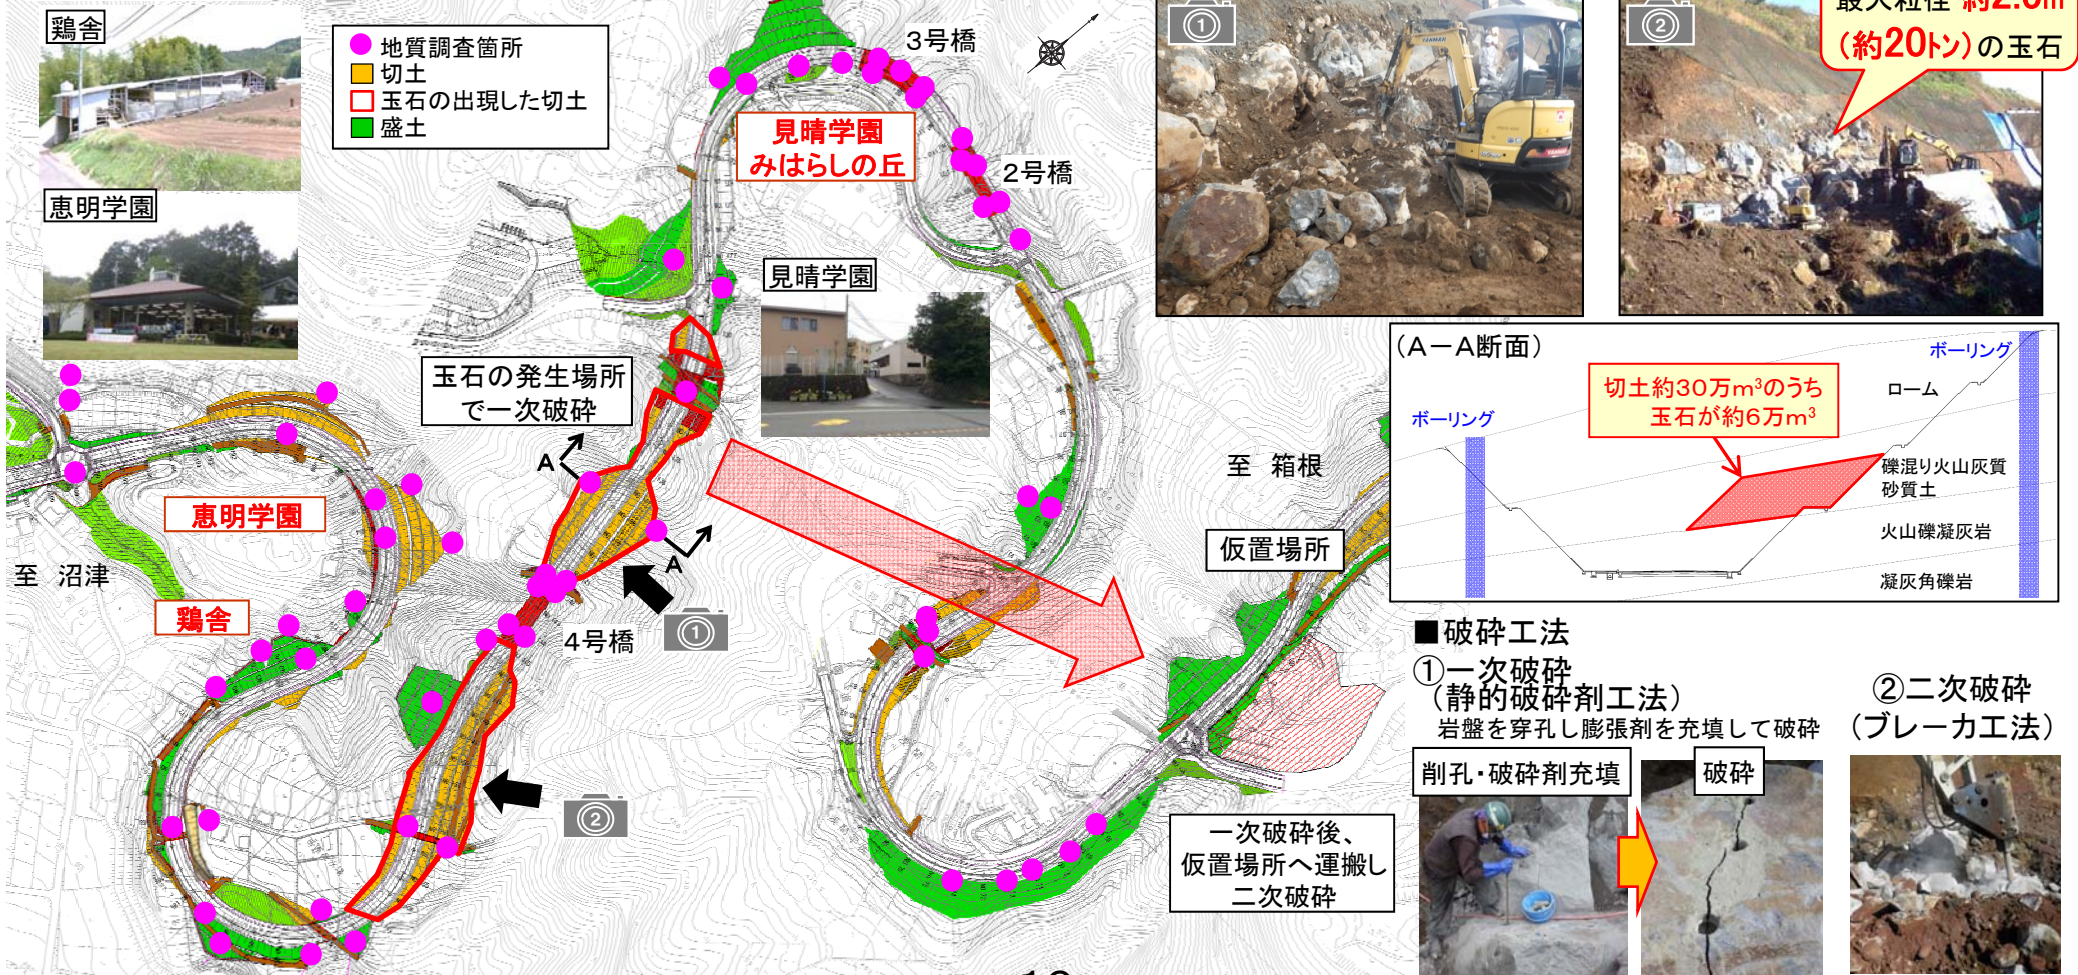 鶏舎
恵明学園
地質調査箇所
切土
玉石の出現した切土
盛土
3号橋
見晴学園
みはらしの丘
2号橋
見晴学園
玉石の発生場所
で一次破砕
A
A
恵明学園
至 沼津
鶏舎
4号橋
①
②
至 箱根
仮置場所
一次破砕後、
仮置場所へ運搬し
二次破砕
①
②
(約20トン)の玉石
(A－A断面)
ボーリング
ローム
切土約30万m³のうち
玉石が約6万m³
ボーリング
礫混り火山灰質
砂質土
火山礫凝灰岩
凝灰角礫岩
■破砕工法
①一次破砕
(静的破砕剤工法)
岩盤を穿孔し膨張剤を充填して破砕
削孔・破砕剤充填
破砕
②二次破砕
(ブレーカ工法)
YANMAR